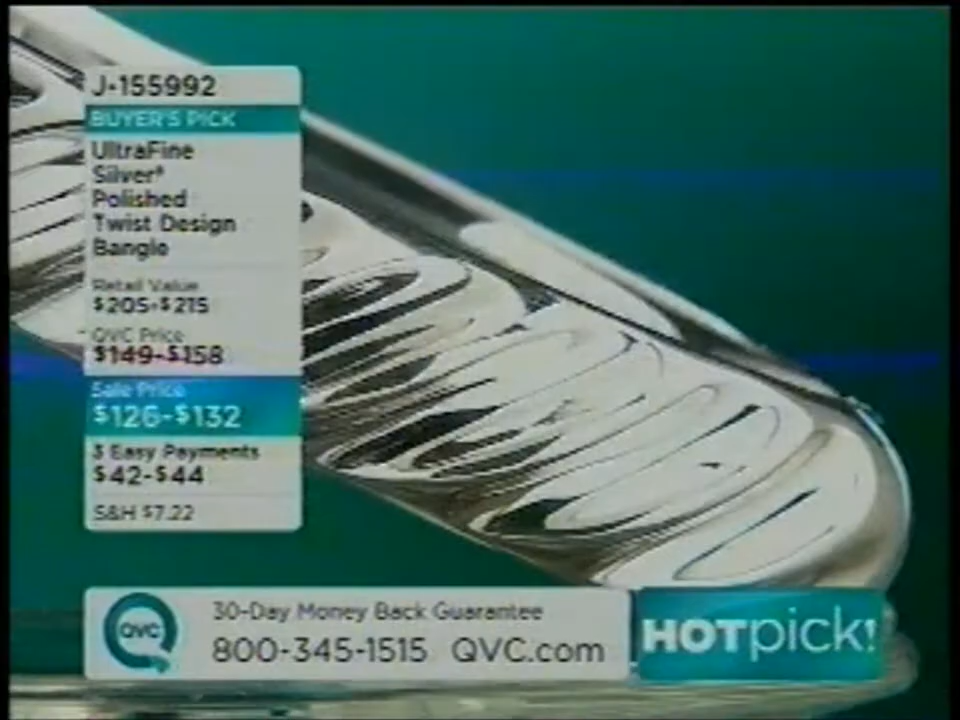 J-155992
BUYER'S PICK
UltraFine
Silver®
Polished
Twist Design
Bangle
Retail Value
$205-$215
QVC Price
$149-$158
Sale Price
$126-$132
3 Easy Payments
$42-$44
S&H $7.22
QVC
30-Day Money Back Guarantee
800-345-1515 QVC.com
HOTpick!